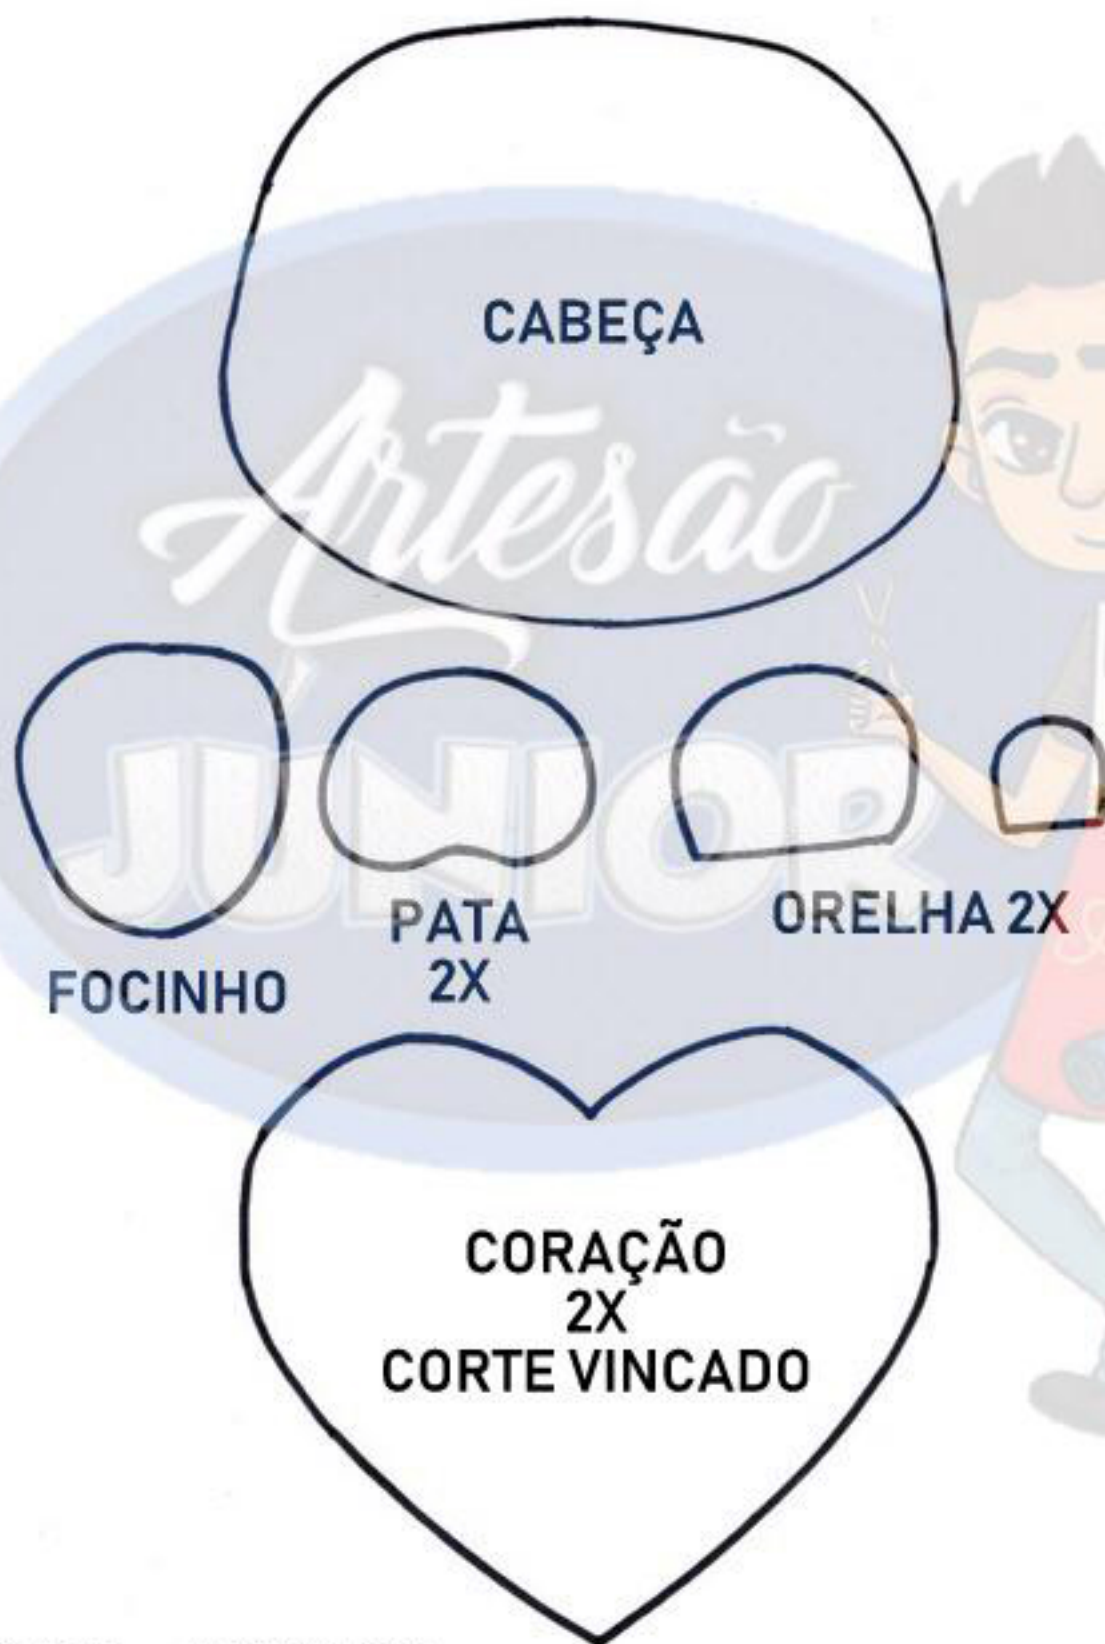 CABEÇA
Artesão
JUNIOR
FOCINHO
PATA
2X
ORELHA 2X
CORAÇÃO
2X
CORTE VINCADO